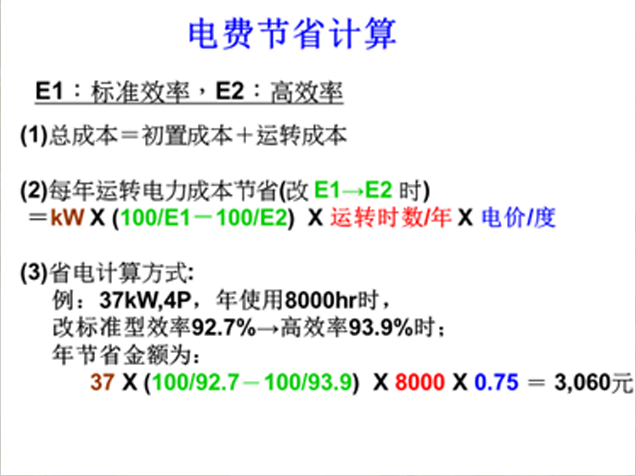 电费节省计算
E1：标准效率，E2：高效率
(1)总成本＝初置成本＋运转成本
(2)每年运转电力成本节省(改 E1→E2 时)
＝kW X (100/E1－100/E2) X 运转时数/年 X 电价/度
(3)省电计算方式:
例：37kW,4P，年使用8000hr时，
改标准型效率92.7%→高效率93.9%时；
年节省金额为：
37 X (100/92.7－100/93.9) X 8000 X 0.75 ＝ 3,060元